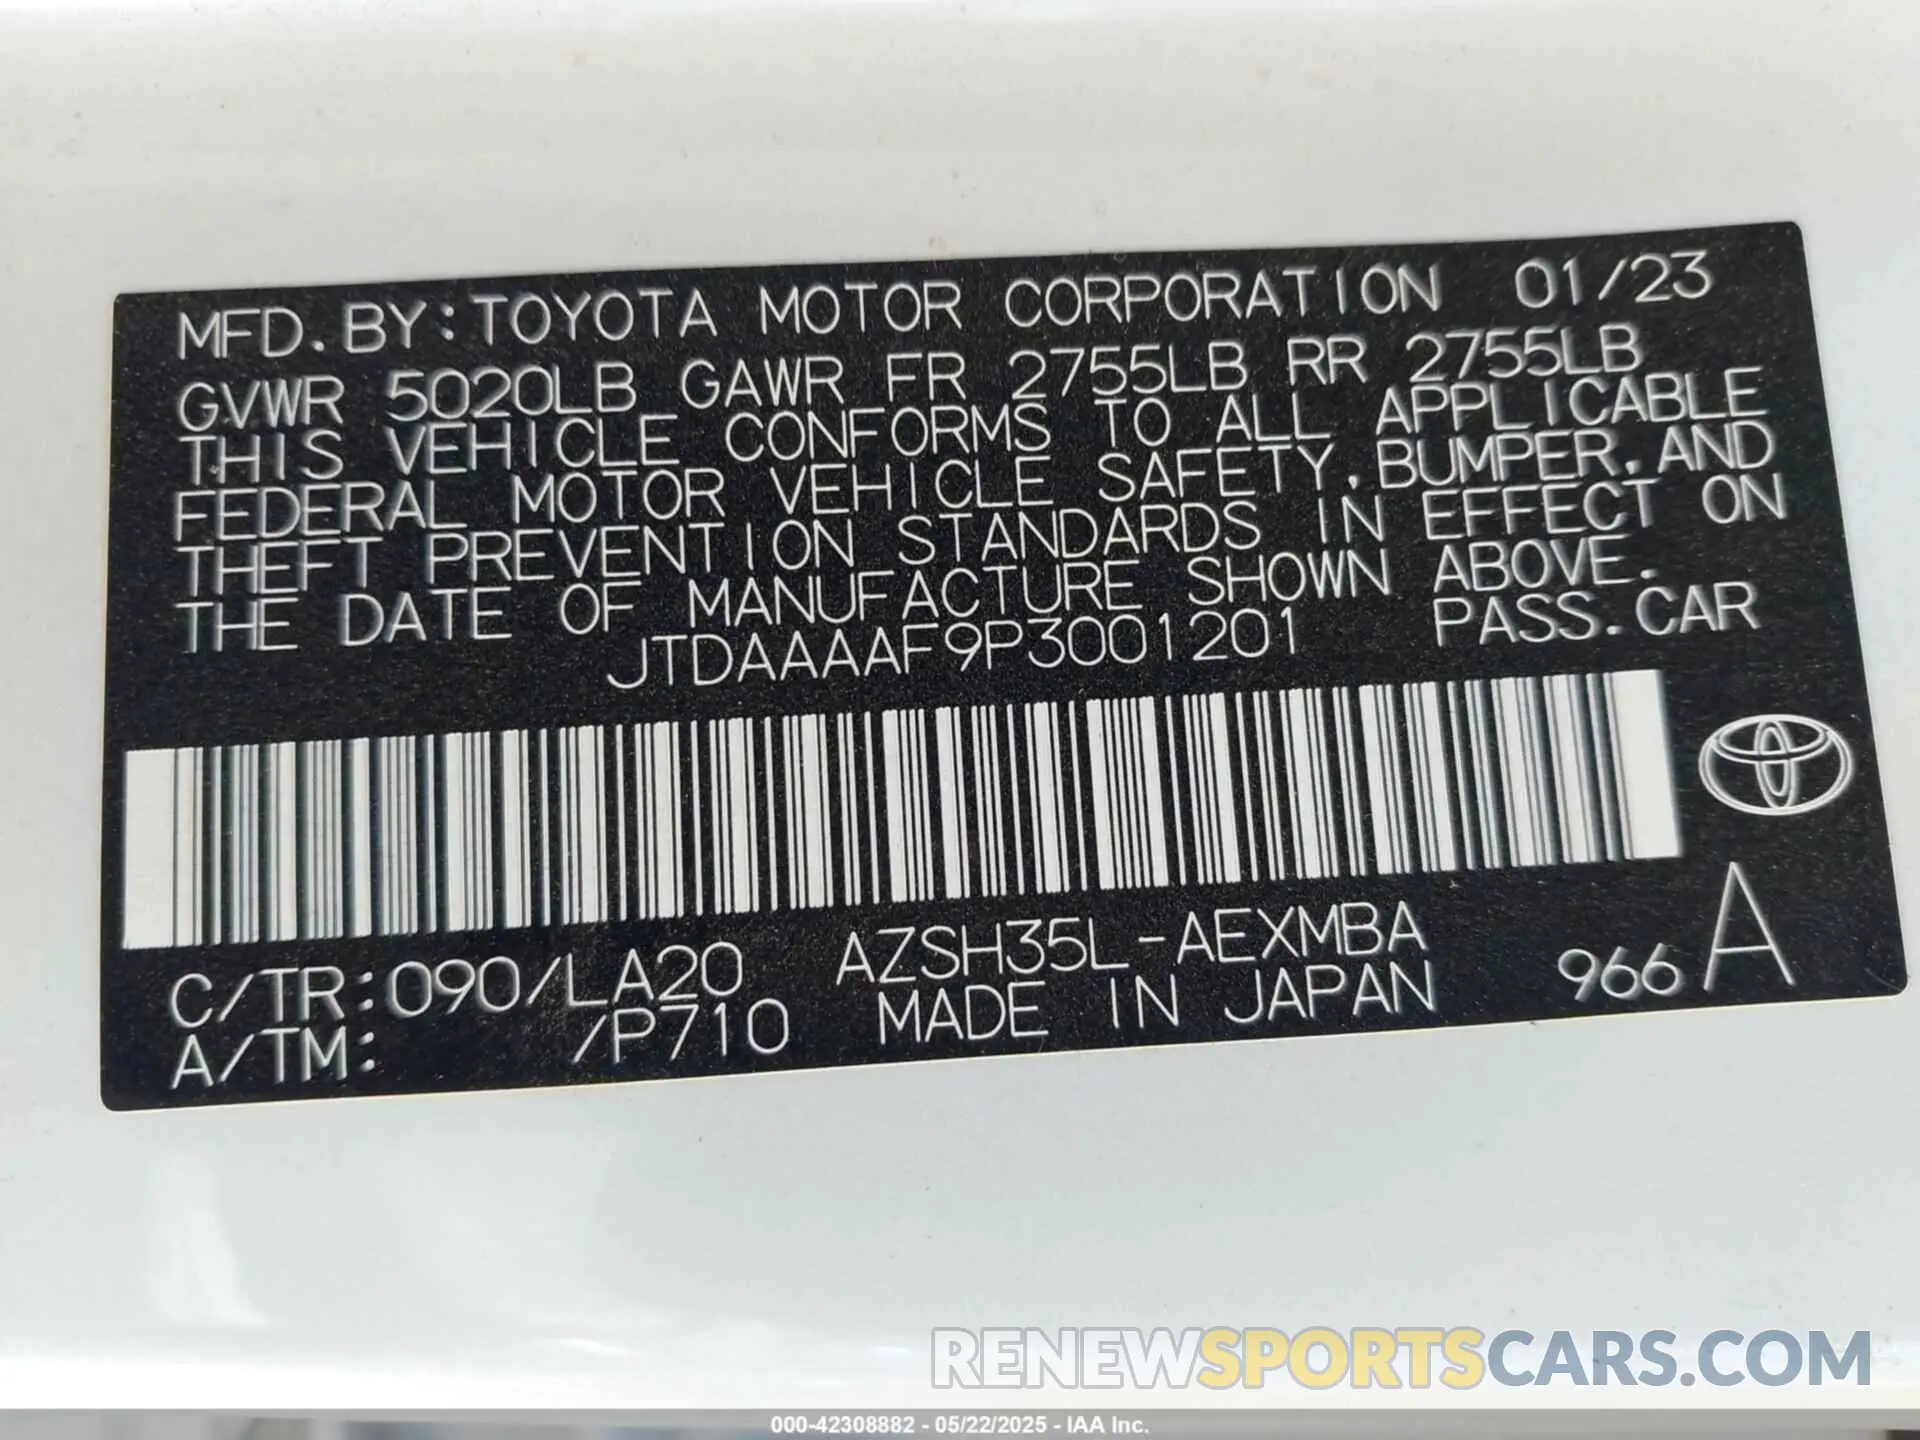 MFD. BY: TOYOTA MOTOR CORPORATION 01/23
GVWR 5020LB GAWR FR 2755LB RR 2755LB
THIS VEHICLE CONFORMS TO ALL APPLICABLE
FEDERAL MOTOR VEHICLE SAFETY, BUMPER, AND
THEFT PREVENTION STANDARDS IN EFFECT ON
THE DATE OF MANUFACTURE SHOWN ABOVE.
JTDAAAAF9P3001201 PASS. CAR
C/TR: 090/LA20 AZSH35L-AEXMBA 966 A
A/TM: /P710 MADE IN JAPAN
RENEWSPORTSCARS.COM
000-42308882 - 05/22/2025 - IAA Inc.